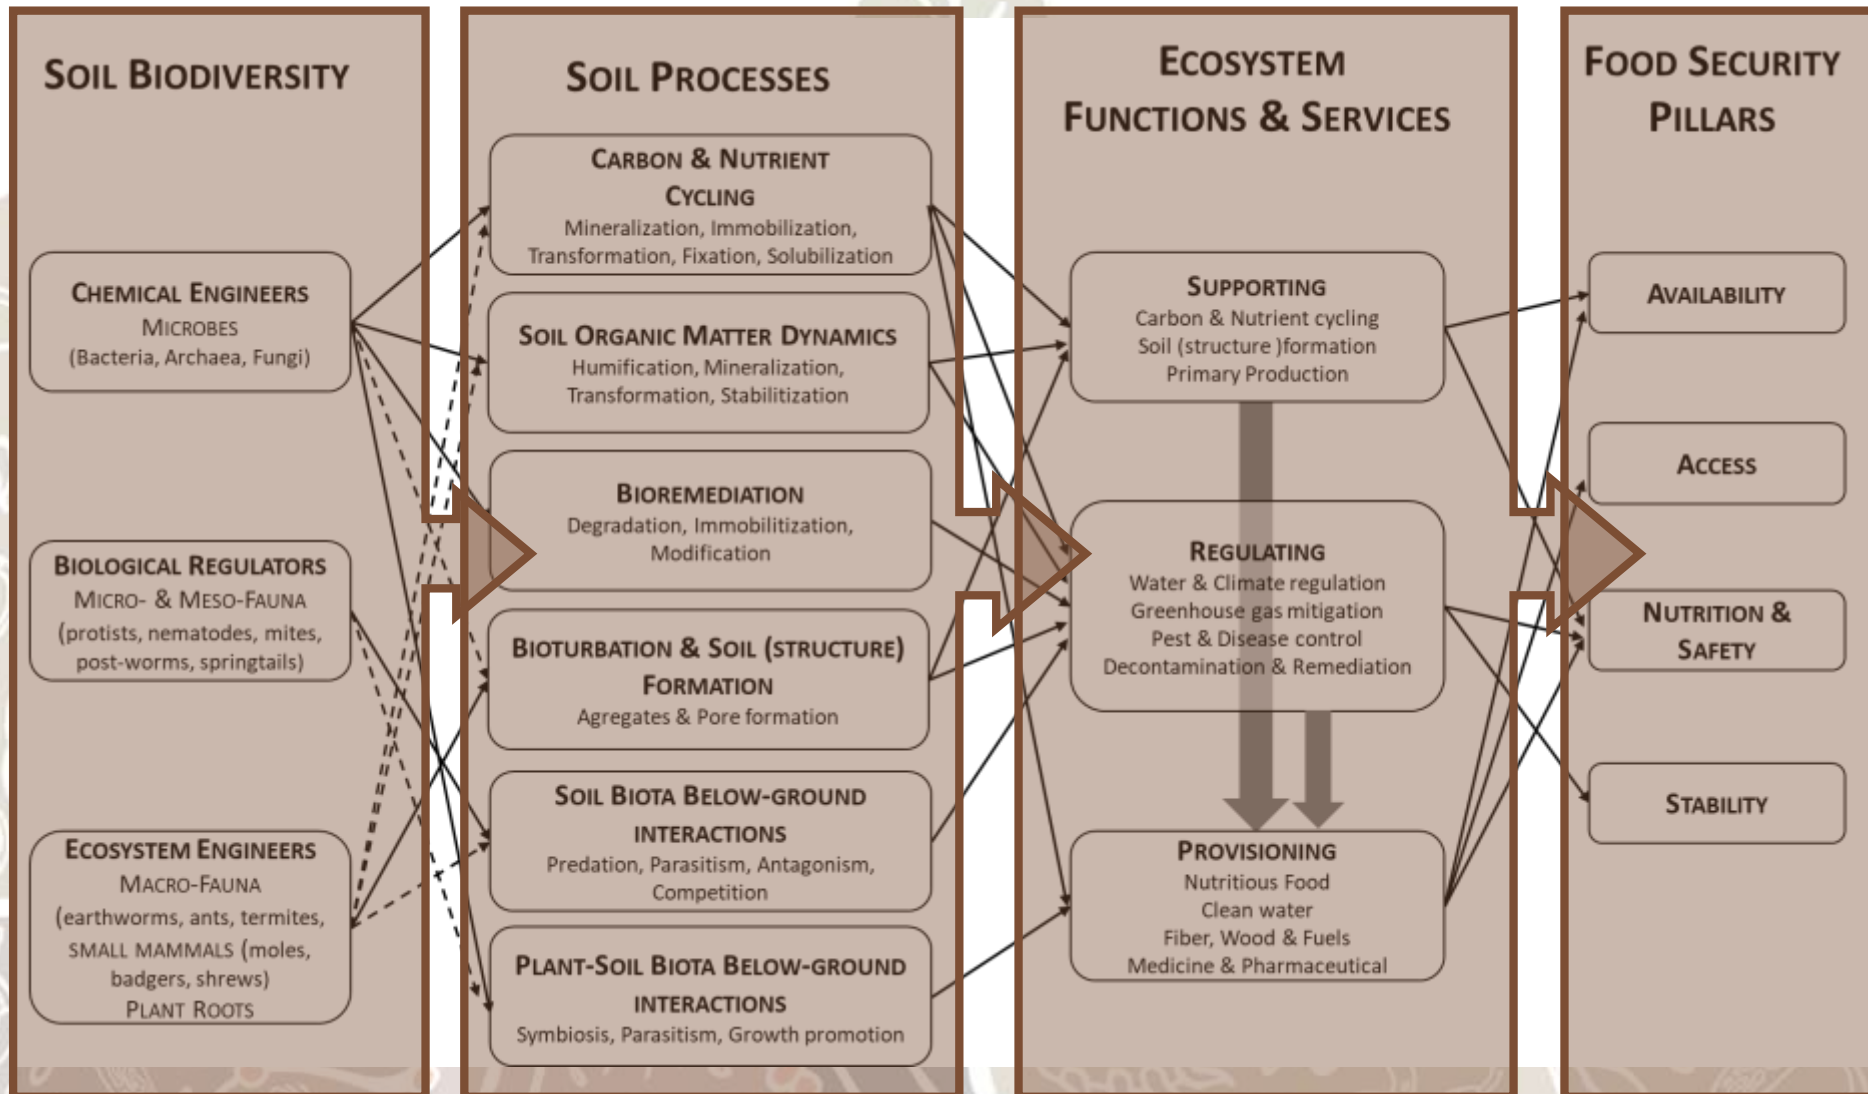 SOIL BIODIVERSITY
CHEMICAL ENGINEERS
MICROBES
(Bacteria, Archaea, Fungi)
BIOLOGICAL REGULATORS
MICRO- & MESO-FAUNA
(protists, nematodes, mites,
post-worms, springtails)
ECOSYSTEM ENGINEERS
MACRO-FAUNA
(earthworms, ants, termites,
SMALL MAMMALS (moles,
badgers, shrews)
PLANT ROOTS
SOIL PROCESSES
CARBON & NUTRIENT
CYCLING
Mineralization, Immobilization,
Transformation, Fixation, Solubilization
SOIL ORGANIC MATTER DYNAMICS
Humification, Mineralization,
Transformation, Stabilitization
BIOREMEDIATION
Degradation, Immobilitization,
Modification
BIOTURBATION & SOIL (STRUCTURE)
FORMATION
Agregates & Pore formation
SOIL BIOTA BELOW-GROUND
INTERACTIONS
Predation, Parasitism, Antagonism,
Competition
PLANT-SOIL BIOTA BELOW-GROUND
INTERACTIONS
Symbiosis, Parasitism, Growth promotion
ECOSYSTEM
FUNCTIONS & SERVICES
SUPPORTING
Carbon & Nutrient cycling
Soil (structure )formation
Primary Production
REGULATING
Water & Climate regulation
Greenhouse gas mitigation
Pest & Disease control
Decontamination & Remediation
PROVISIONING
Nutritious Food
Clean water
Fiber, Wood & Fuels
Medicine & Pharmaceutical
FOOD SECURITY
PILLARS
AVAILABILITY
ACCESS
NUTRITION &
SAFETY
STABILITY